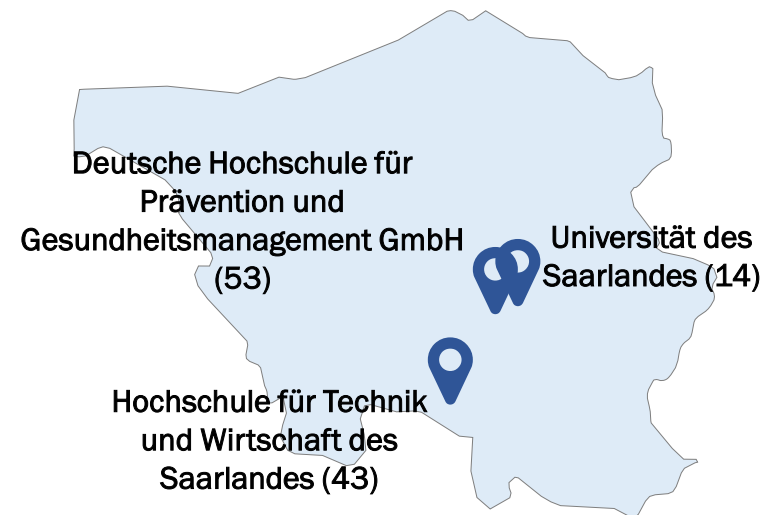 Deutsche Hochschule für
Prävention und
Gesundheitsmanagement GmbH
(53)
Universität des
Saarlandes (14)
Hochschule für Technik
und Wirtschaft des
Saarlandes (43)